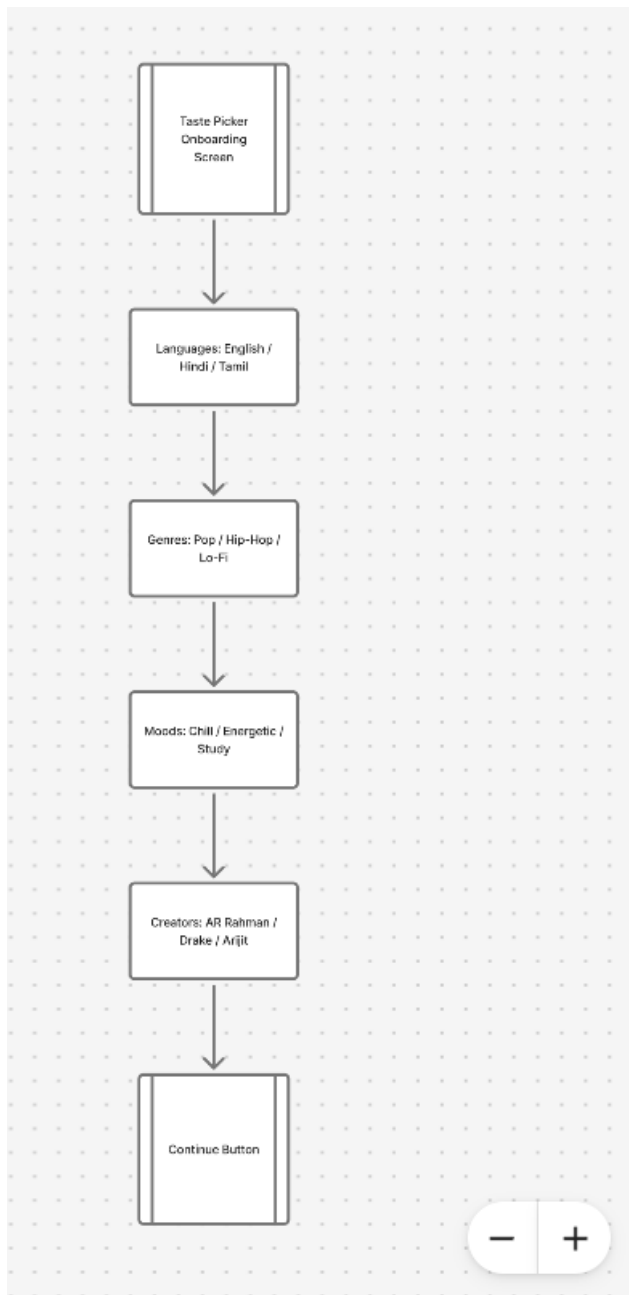 Taste Picker
Onboarding
Screen
Languages: English /
Hindi / Tamil
Genres: Pop / Hip-Hop /
Lo-Fi
Moods: Chill / Energetic /
Study
Creators: AR Rahman /
Drake / Arijit
Continue Button